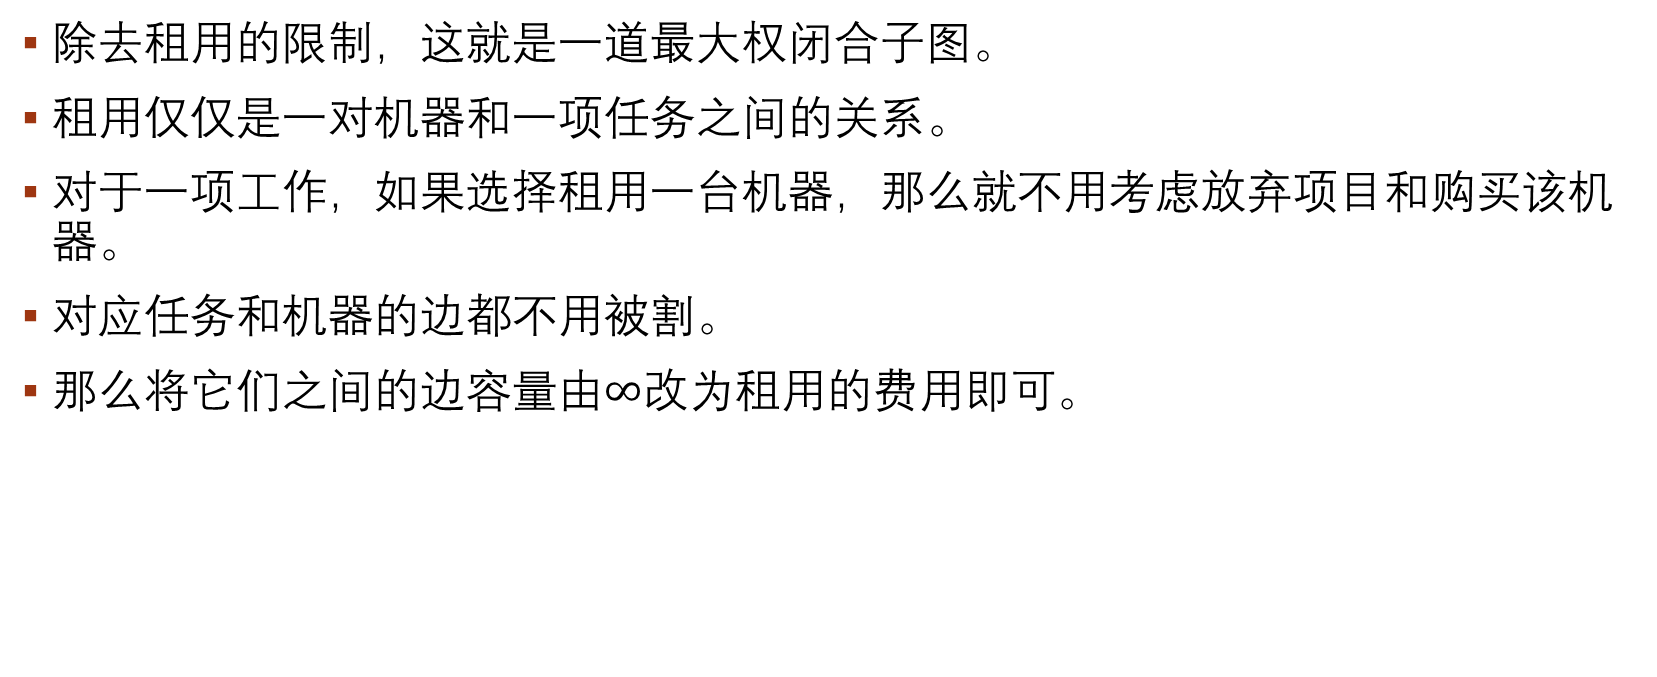 ▪ 除去租用的限制，这就是一道最大权闭合子图。
▪ 租用仅仅是一对机器和一项任务之间的关系。
▪ 对于一项工作，如果选择租用一台机器，那么就不用考虑放弃项目和购买该机
器。
▪ 对应任务和机器的边都不用被割。
▪ 那么将它们之间的边容量由∞改为租用的费用即可。